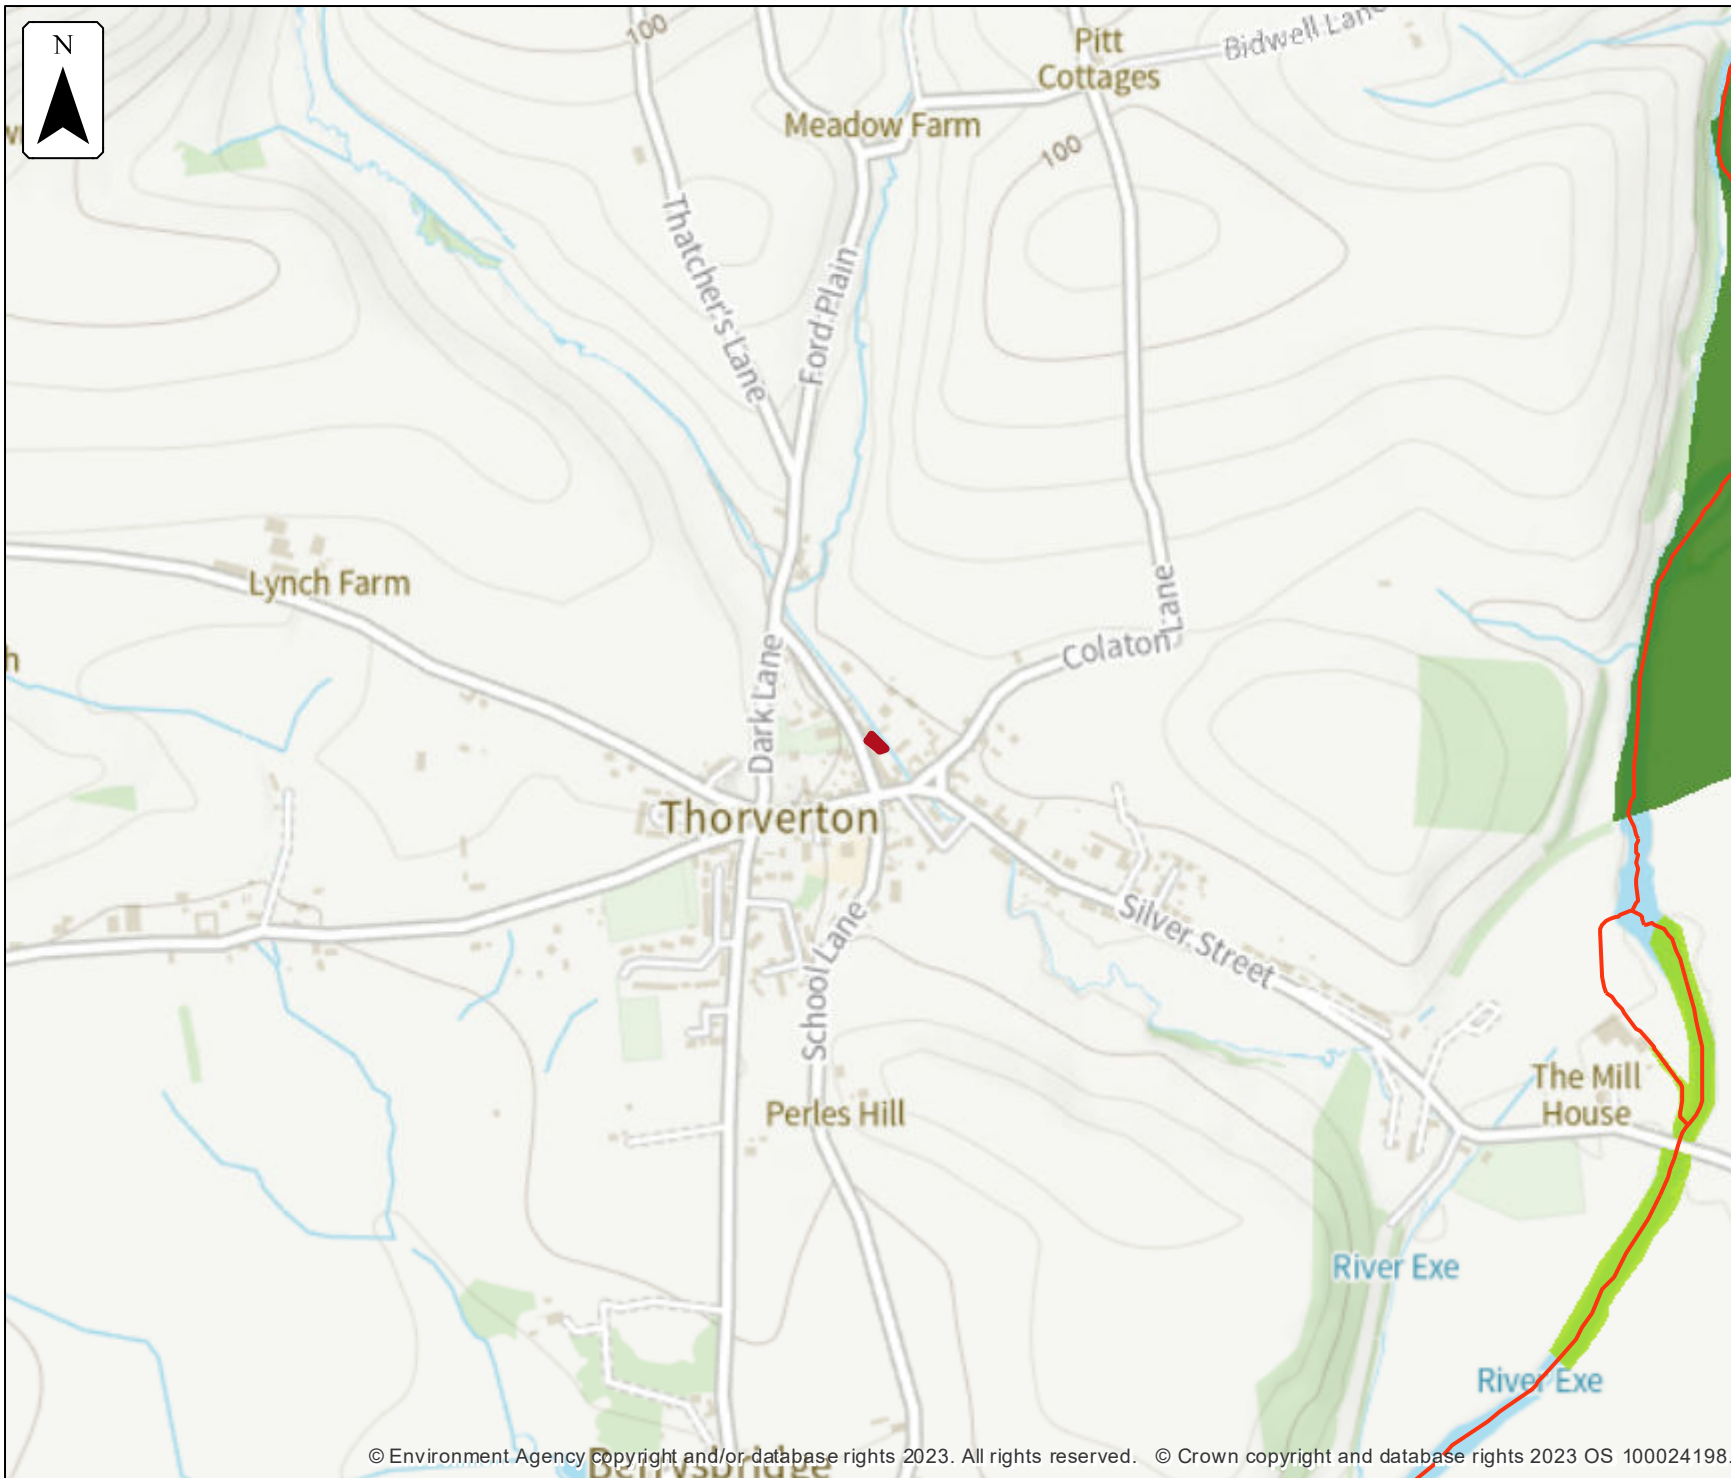 N
100
Pitt
Cottages
Bidwell Lane
Meadow Farm
100
Thatcher's Lane
Ford Plain
Lynch Farm
Dark Lane
Colaton Lane
h
Thorverton
Silver Street
School Lane
The Mill
House
Perles Hill
River Exe
River Exe
Berrysbridge
© Environment Agency copyright and/or database rights 2023. All rights reserved. © Crown copyright and database rights 2023 OS 100024198.